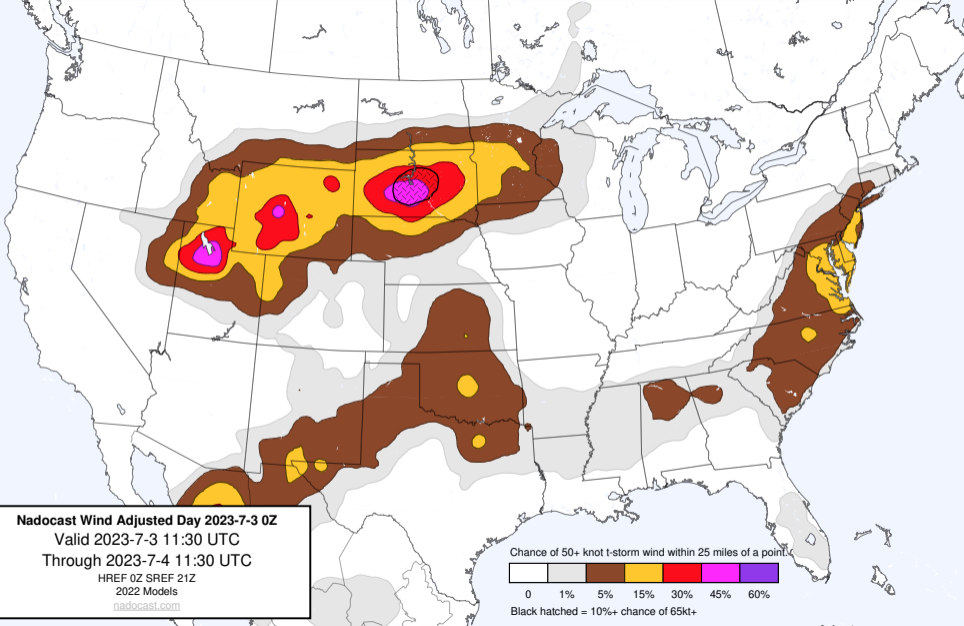 Nadocast Wind Adjusted Day 2023-7-3 0Z
Valid 2023-7-3 11:30 UTC
Through 2023-7-4 11:30 UTC
HREF 0Z SREF 21Z
2022 Models
nadocast.com
Chance of 50+ knot t-storm wind within 25 miles of a point.
0 1% 5% 15% 30% 45% 60%
Black hatched = 10%+ chance of 65kt+